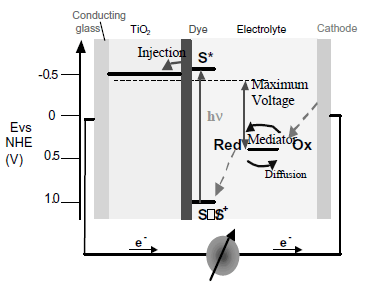 Conducting
glass
TiO2
Dye
Electrolyte
Cathode
Injection
S*
-0.5
Maximum
Voltage
0
hν
Evs
NHE
(V)
Red
Mediator
Ox
0.5
Diffusion
1.0
S□S+
e-
e-